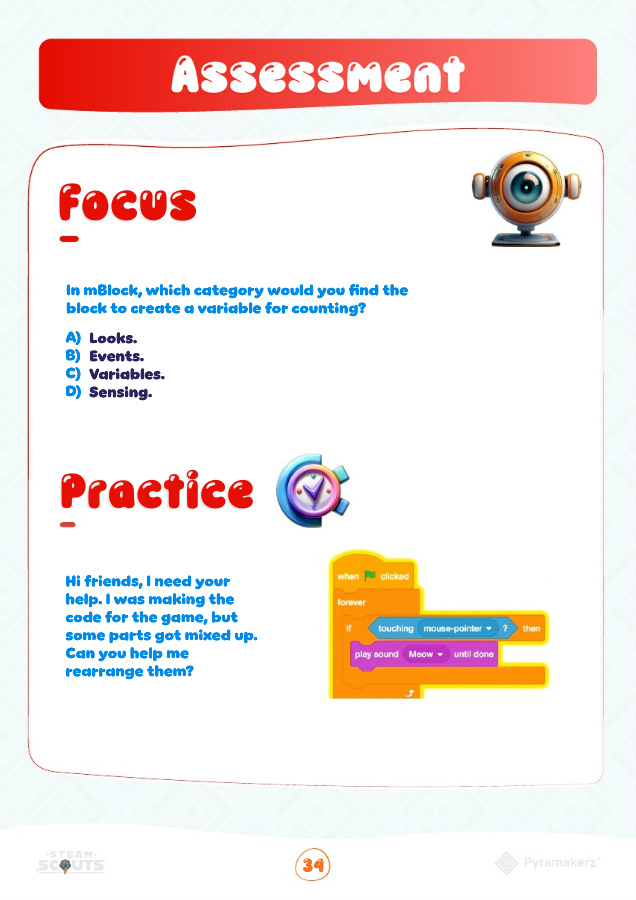 Assessment
Focus
In mBlock, which category would you find the
block to create a variable for counting?
A) Looks.
B) Events.
C) Variables.
D) Sensing.
Practice
Hi friends, I need your
help. I was making the
code for the game, but
some parts got mixed up.
Can you help me
rearrange them?
when clicked
forever
if touching mouse-pointer ? then
play sound Meow until done
STEAM
SCOUTS
34
Pyramakerz